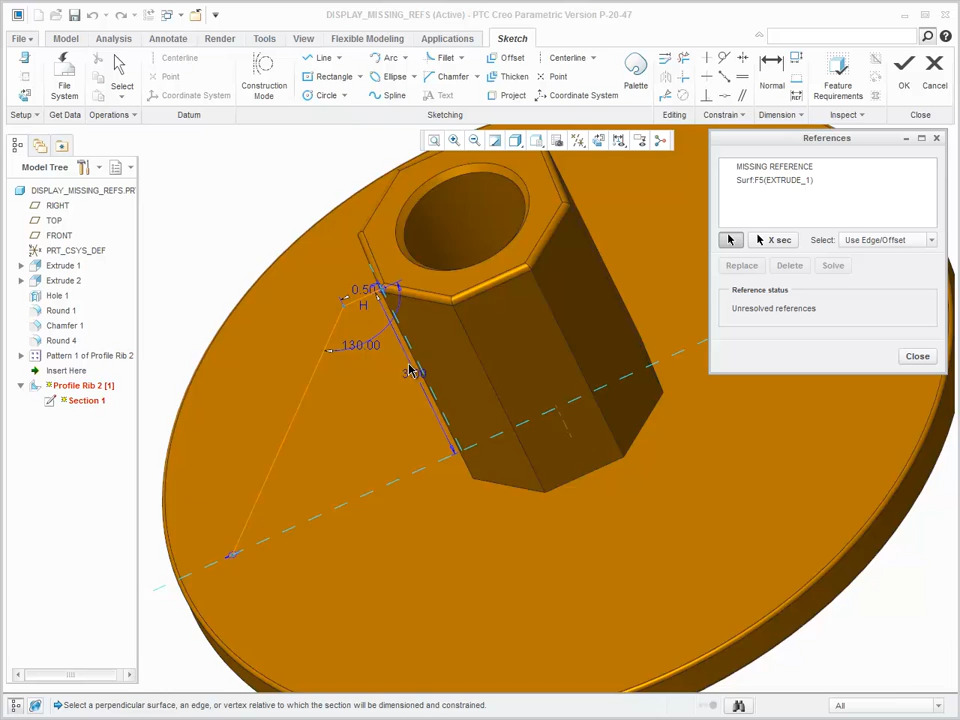 DISPLAY_MISSING_REFS (Active) - PTC Creo Parametric Version P-20-47
File Model Analysis Annotate Render Tools View Flexible Modeling Applications Sketch
File System
Select
Centerline
Point
Coordinate System
Construction Mode
Line Arc Fillet Offset Centerline
Rectangle Ellipse Chamfer Thicken Point
Circle Spline Text Project Coordinate System
Palette
Normal
REF
Feature Requirements
OK
Cancel
Setup Get Data Operations Datum Sketching Editing Constrain Dimension Inspect Close
Model Tree
DISPLAY_MISSING_REFS.PR
RIGHT
TOP
FRONT
PRT_CSYS_DEF
Extrude 1
Extrude 2
Hole 1
Round 1
Chamfer 1
Round 4
Pattern 1 of Profile Rib 2
Insert Here
Profile Rib 2 [1]
Section 1
0.50
H
130.00
References
MISSING REFERENCE
Surf:F5(EXTRUDE_1)
X sec
Select: Use Edge/Offset
Replace Delete Solve
Reference status
Unresolved references
Close
Select a perpendicular surface, an edge, or vertex relative to which the section will be dimensioned and constrained.
All